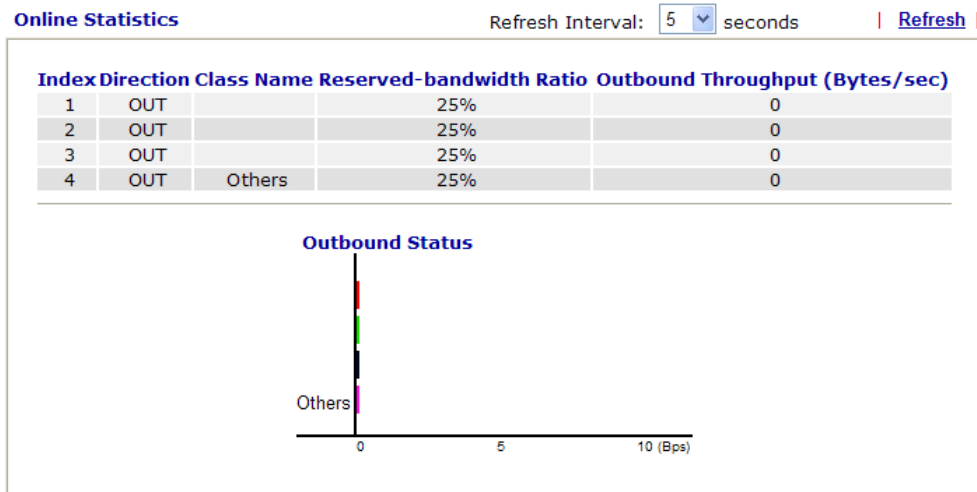 Online Statistics Refresh Interval: 5 seconds | Refresh |
Index Direction Class Name Reserved-bandwidth Ratio Outbound Throughput (Bytes/sec)
1 OUT 25% 0
2 OUT 25% 0
3 OUT 25% 0
4 OUT Others 25% 0
Outbound Status
Others
0 5 10 (Bps)